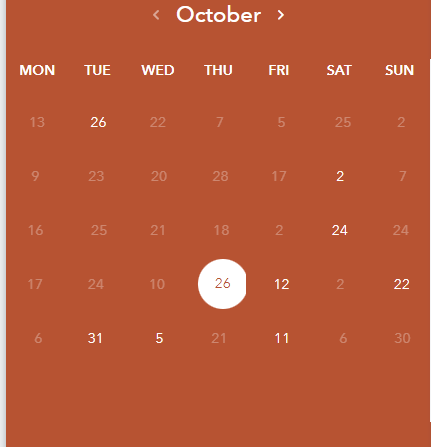 ‹ October ›
MON TUE WED THU FRI SAT SUN
13 26 22 7 5 25 2
9 23 20 28 17 2 7
16 25 21 18 2 24 24
17 24 10 26 12 2 22
6 31 5 21 11 6 30